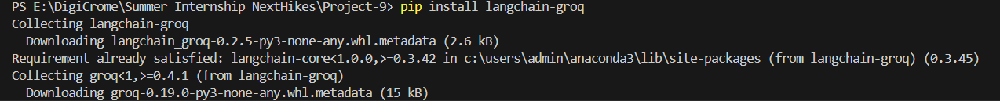 PS E:\DigiCrome\Summer Internship NextHikes\Project-9> pip install langchain-groq
Collecting langchain-groq
  Downloading langchain_groq-0.2.5-py3-none-any.whl.metadata (2.6 kB)
Requirement already satisfied: langchain-core<1.0.0,>=0.3.42 in c:\users\admin\anaconda3\lib\site-packages (from langchain-groq) (0.3.45)
Collecting groq<1,>=0.4.1 (from langchain-groq)
  Downloading groq-0.19.0-py3-none-any.whl.metadata (15 kB)